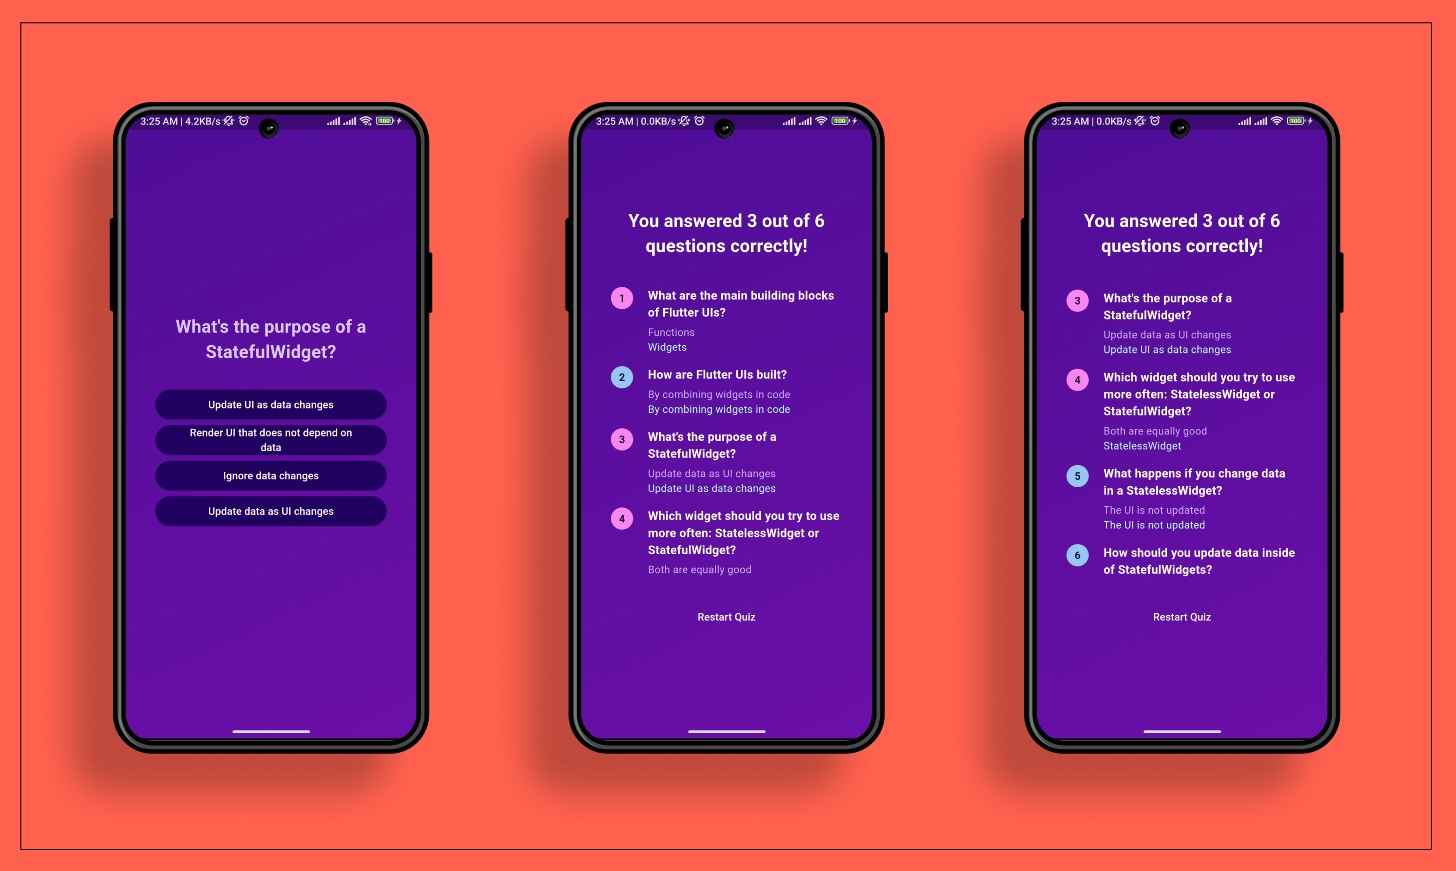 3:25 AM | 4.2KB/s
100
What's the purpose of a
StatefulWidget?
Update UI as data changes
Render UI that does not depend on
data
Ignore data changes
Update data as UI changes
3:25 AM | 0.0KB/s
100
You answered 3 out of 6
questions correctly!
1
What are the main building blocks
of Flutter UIs?
Functions
Widgets
2
How are Flutter UIs built?
By combining widgets in code
By combining widgets in code
3
What's the purpose of a
StatefulWidget?
Update data as UI changes
Update UI as data changes
4
Which widget should you try to use
more often: StatelessWidget or
StatefulWidget?
Both are equally good
Restart Quiz
3:25 AM | 0.0KB/s
100
You answered 3 out of 6
questions correctly!
3
What's the purpose of a
StatefulWidget?
Update data as UI changes
Update UI as data changes
4
Which widget should you try to use
more often: StatelessWidget or
StatefulWidget?
Both are equally good
StatelessWidget
5
What happens if you change data
in a StatelessWidget?
The UI is not updated
The UI is not updated
6
How should you update data inside
of StatefulWidgets?
Restart Quiz